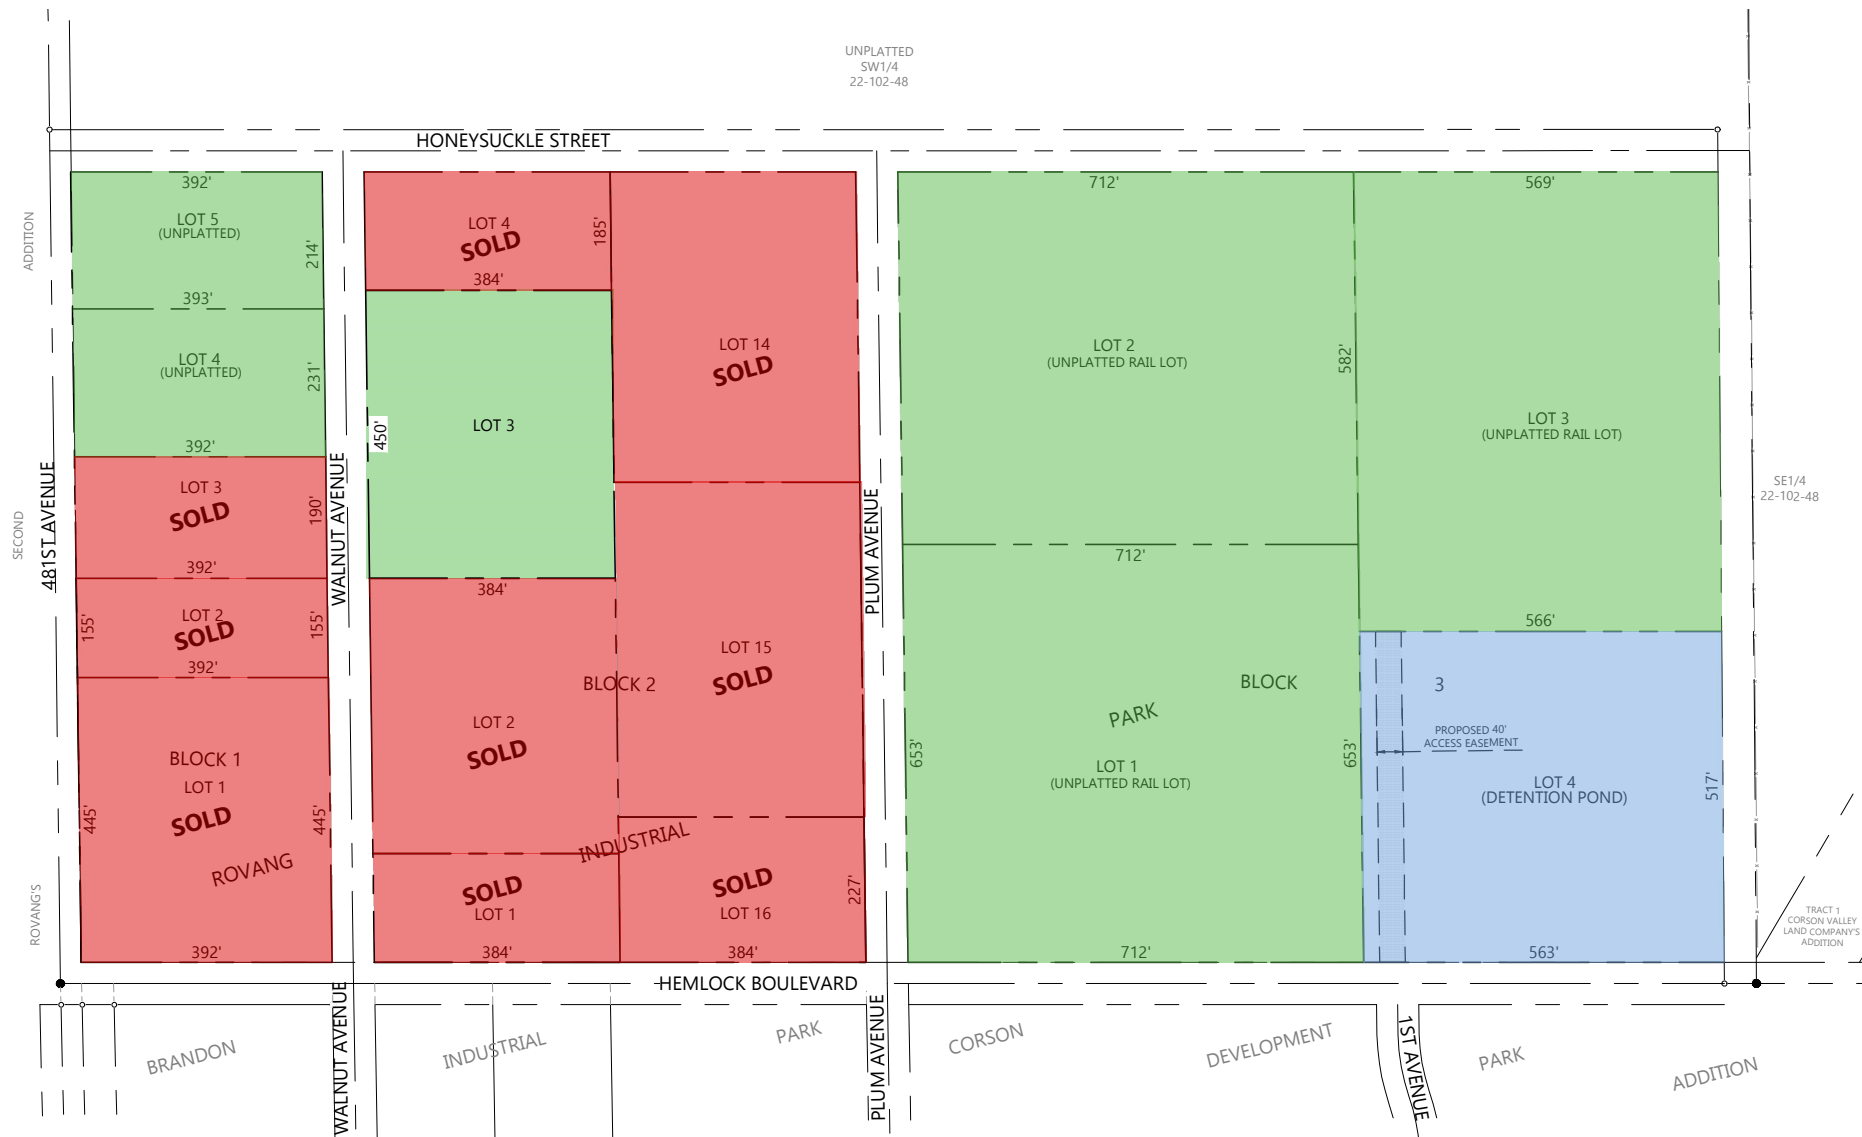 UNPLATTED
SW1/4
22-102-48
HONEYSUCKLE STREET
ADDITION
SECOND
ROVANG'S
481ST AVENUE
392'
LOT 5
(UNPLATTED)
214'
393'
LOT 4
(UNPLATTED)
231'
392'
LOT 3
SOLD
190'
392'
LOT 2
SOLD
155'
155'
392'
BLOCK 1
LOT 1
SOLD
445'
445'
ROVANG
392'
WALNUT AVENUE
LOT 4
SOLD
185'
384'
LOT 3
450'
384'
LOT 2
SOLD
BLOCK 2
INDUSTRIAL
SOLD
LOT 1
384'
LOT 14
SOLD
LOT 15
SOLD
SOLD
LOT 16
227'
384'
PLUM AVENUE
712'
LOT 2
(UNPLATTED RAIL LOT)
582'
712'
BLOCK
PARK
LOT 1
(UNPLATTED RAIL LOT)
653'
653'
712'
569'
LOT 3
(UNPLATTED RAIL LOT)
566'
3
PROPOSED 40'
ACCESS EASEMENT
LOT 4
(DETENTION POND)
517'
563'
SE1/4
22-102-48
TRACT 1
CORSON VALLEY
LAND COMPANY'S
ADDITION
HEMLOCK BOULEVARD
WALNUT AVENUE
PLUM AVENUE
1ST AVENUE
BRANDON
INDUSTRIAL
PARK
CORSON
DEVELOPMENT
PARK
ADDITION